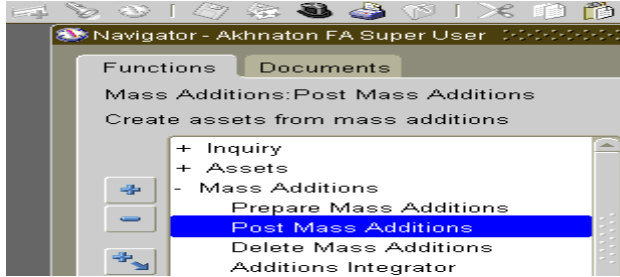 Navigator - Akhnaton FA Super User
Functions Documents
Mass Additions:Post Mass Additions
Create assets from mass additions
+ Inquiry
+ Assets
- Mass Additions
Prepare Mass Additions
Post Mass Additions
Delete Mass Additions
Additions Integrator